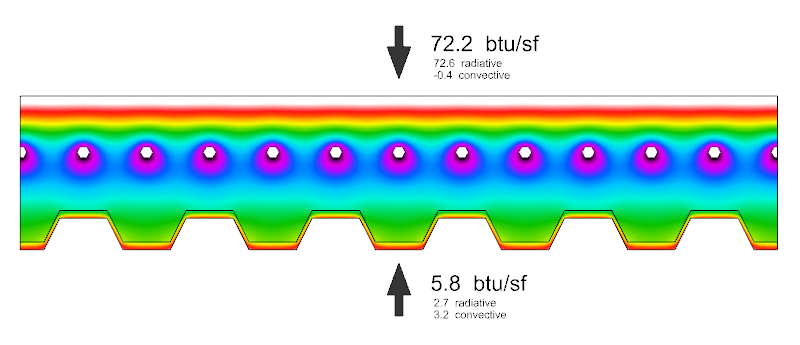 72.2 btu/sf
72.6 radiative
-0.4 convective
5.8 btu/sf
2.7 radiative
3.2 convective